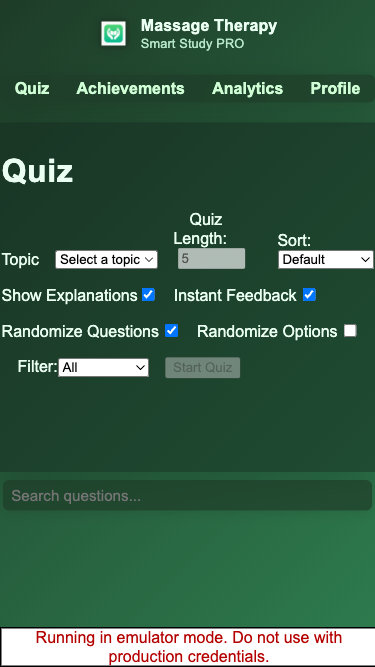 Massage Therapy
Smart Study PRO
Quiz Achievements Analytics Profile
Quiz
Topic Select a topic Quiz Length: 5 Sort: Default
Show Explanations Instant Feedback
Randomize Questions Randomize Options
Filter: All Start Quiz
Search questions...
Running in emulator mode. Do not use with
production credentials.